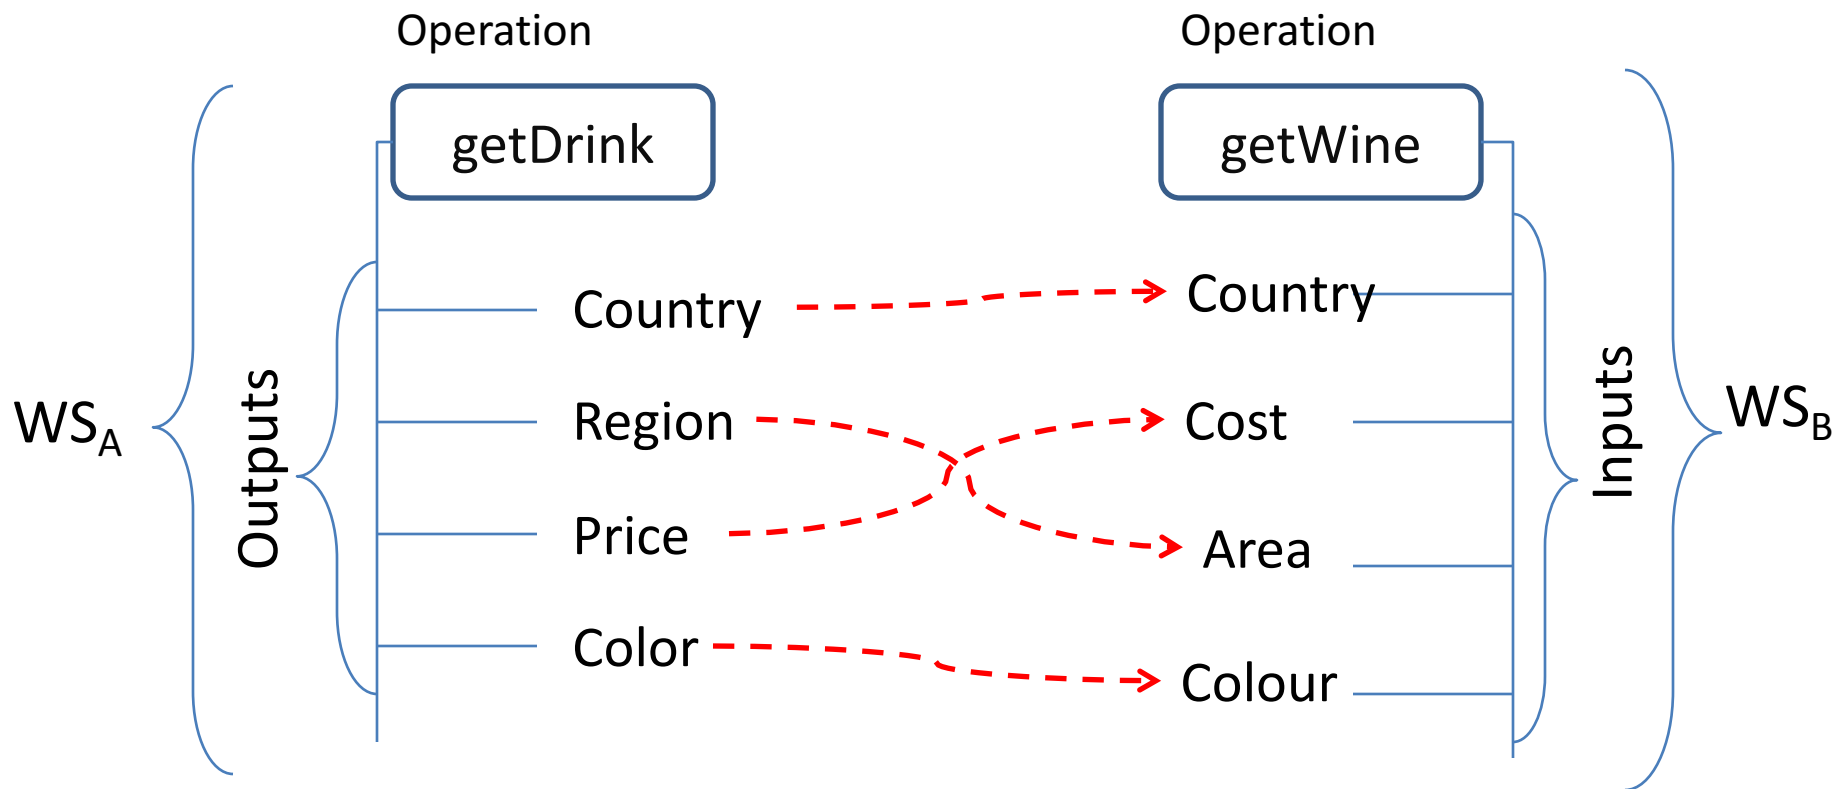 Operation
Operation
getDrink
getWine
Country
Country
WSA
Outputs
Region
Cost
Inputs
WSB
Price
Area
Color
Colour